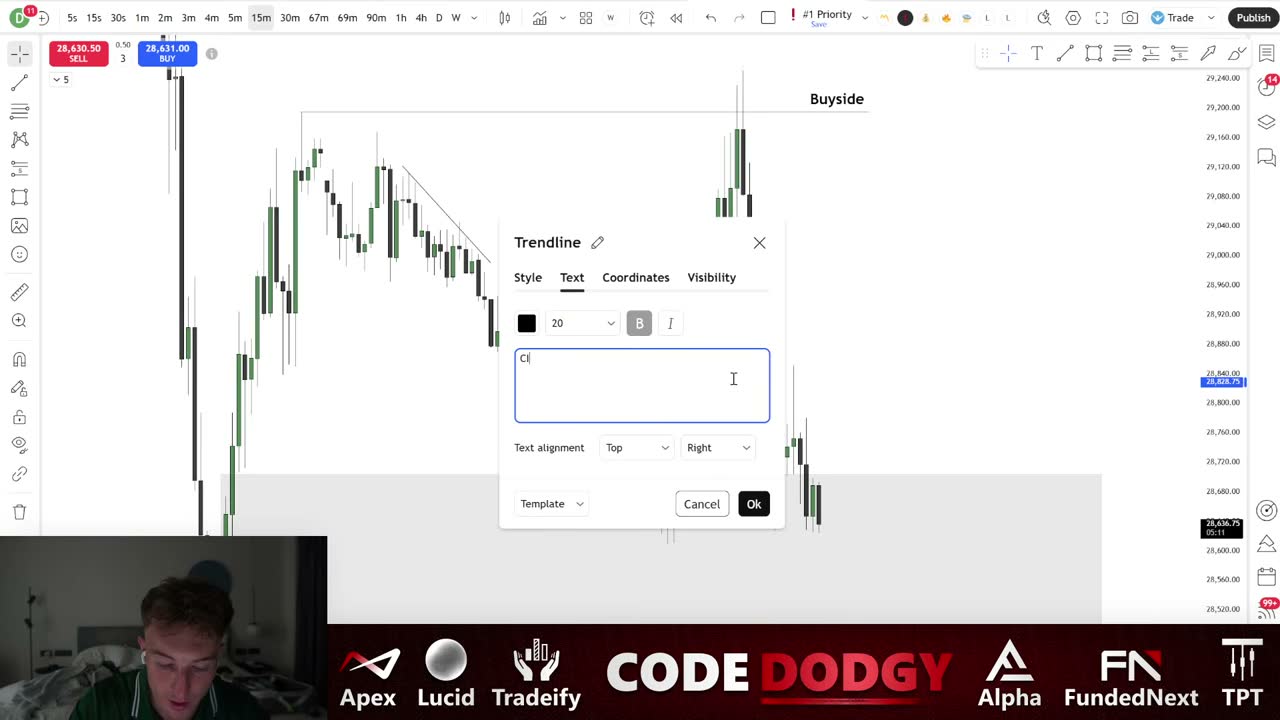 D
11
5s 15s 30s 1m 2m 3m 4m 5m 15m 30m 67m 69m 90m 1h 4h D W
W
#1 Priority
Save
L
L
Trade
Publish
28,630.50
SELL
0.50
3
28,631.00
BUY
5
Buyside
29,240.00
29,200.00
29,160.00
29,120.00
29,080.00
29,040.00
29,000.00
28,960.00
28,920.00
28,880.00
28,840.00
28,828.75
28,800.00
28,760.00
28,720.00
28,680.00
28,636.75
05:11
28,600.00
28,560.00
28,520.00
14
99+
Trendline
Style Text Coordinates Visibility
20
B
I
CI
Text alignment
Top
Right
Template
Cancel
Ok
Apex
Lucid
Tradeify
CODE DODGY
Alpha
FN
FundedNext
TPT